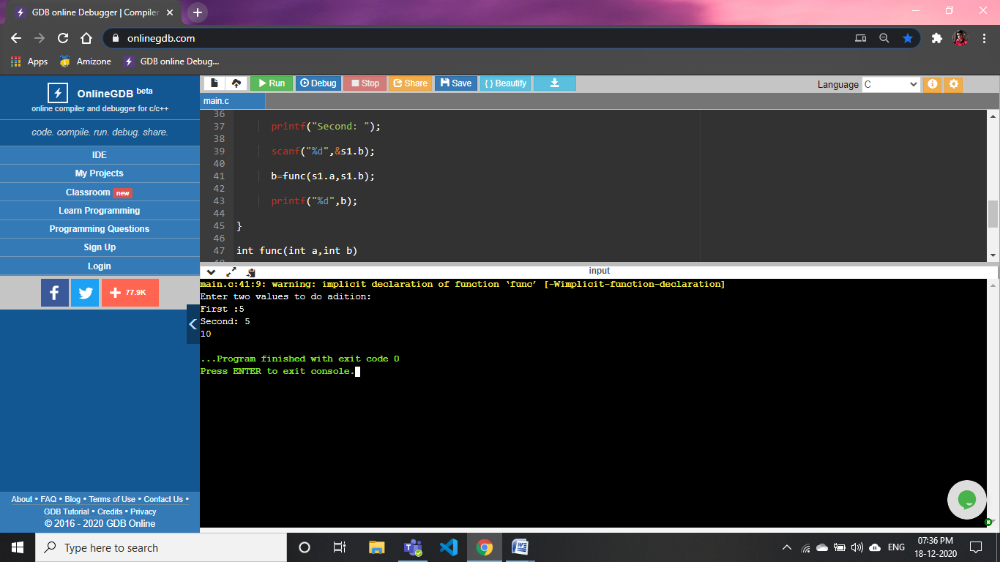 GDB online Debugger | Compiler
onlinegdb.com
Apps Amizone GDB online Debug...
OnlineGDB beta
online compiler and debugger for c/c++
code. compile. run. debug. share.
IDE
My Projects
Classroom new
Learn Programming
Programming Questions
Sign Up
Login
77.9K
About • FAQ • Blog • Terms of Use • Contact Us •
GDB Tutorial • Credits • Privacy
© 2016 - 2020 GDB Online
Run Debug Stop Share Save { } Beautify
Language C
main.c
36
37 printf("Second: ");
38
39 scanf("%d",&s1.b);
40
41 b=func(s1.a,s1.b);
42
43 printf("%d",b);
44
45 }
46
47 int func(int a,int b)
input
main.c:41:9: warning: implicit declaration of function ‘func’ [-Wimplicit-function-declaration]
Enter two values to do adition:
First :5
Second: 5
10
...Program finished with exit code 0
Press ENTER to exit console.
Type here to search
ENG
07:36 PM
18-12-2020